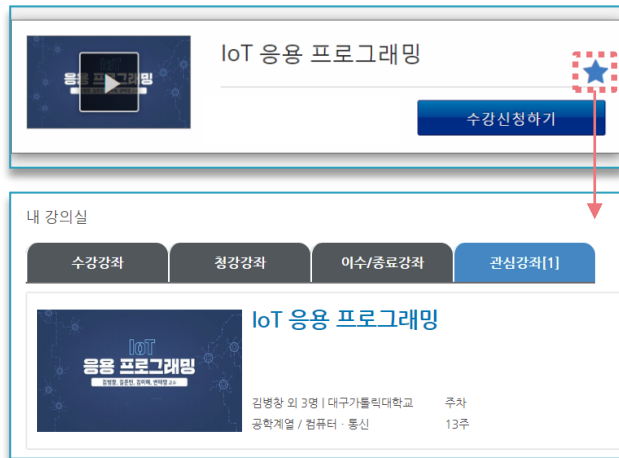 IoT 응용 프로그래밍
응용 프로그래밍
수강신청하기
내 강의실
수강강좌
청강강좌
이수/종료강좌
관심강좌[1]
IoT 응용 프로그래밍
IoT
응용 프로그래밍
김병창 외 3명 | 대구가톨릭대학교 주차
공학계열 / 컴퓨터 · 통신 13주